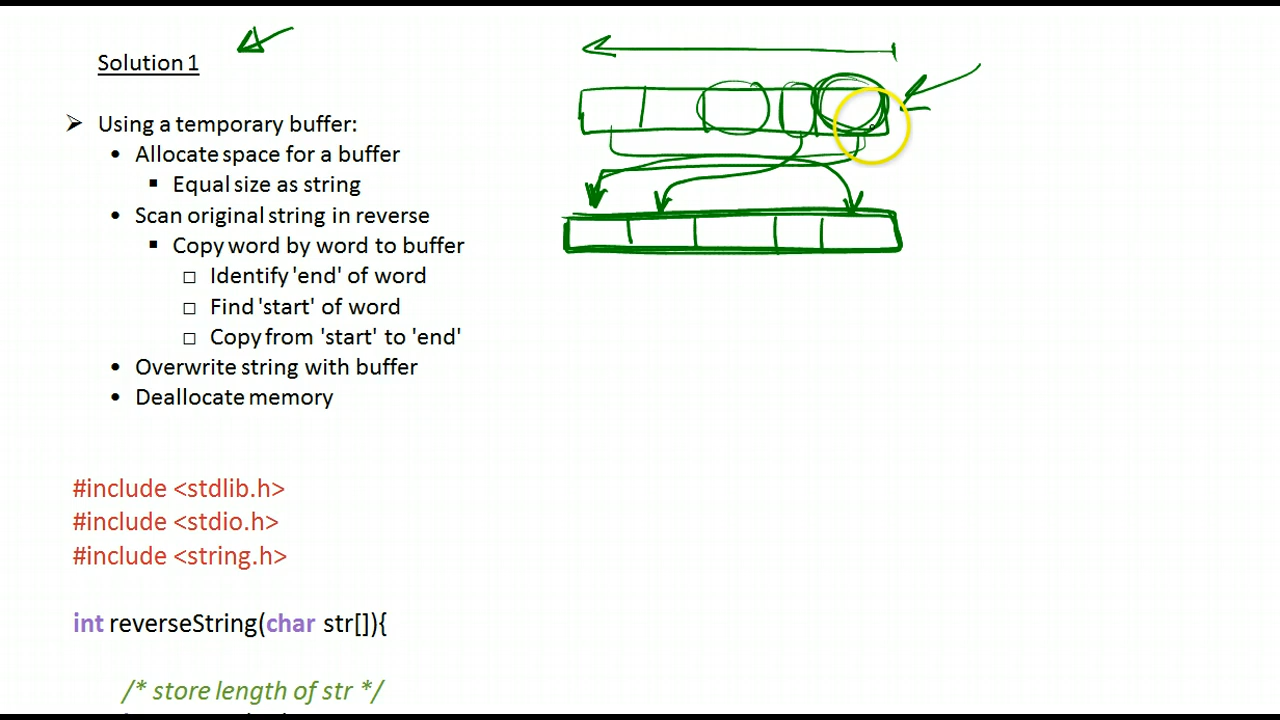 Solution 1
Using a temporary buffer:
Allocate space for a buffer
Equal size as string
Scan original string in reverse
Copy word by word to buffer
Identify 'end' of word
Find 'start' of word
Copy from 'start' to 'end'
Overwrite string with buffer
Deallocate memory
#include <stdlib.h>
#include <stdio.h>
#include <string.h>
int reverseString(char str[]){
/* store length of str */